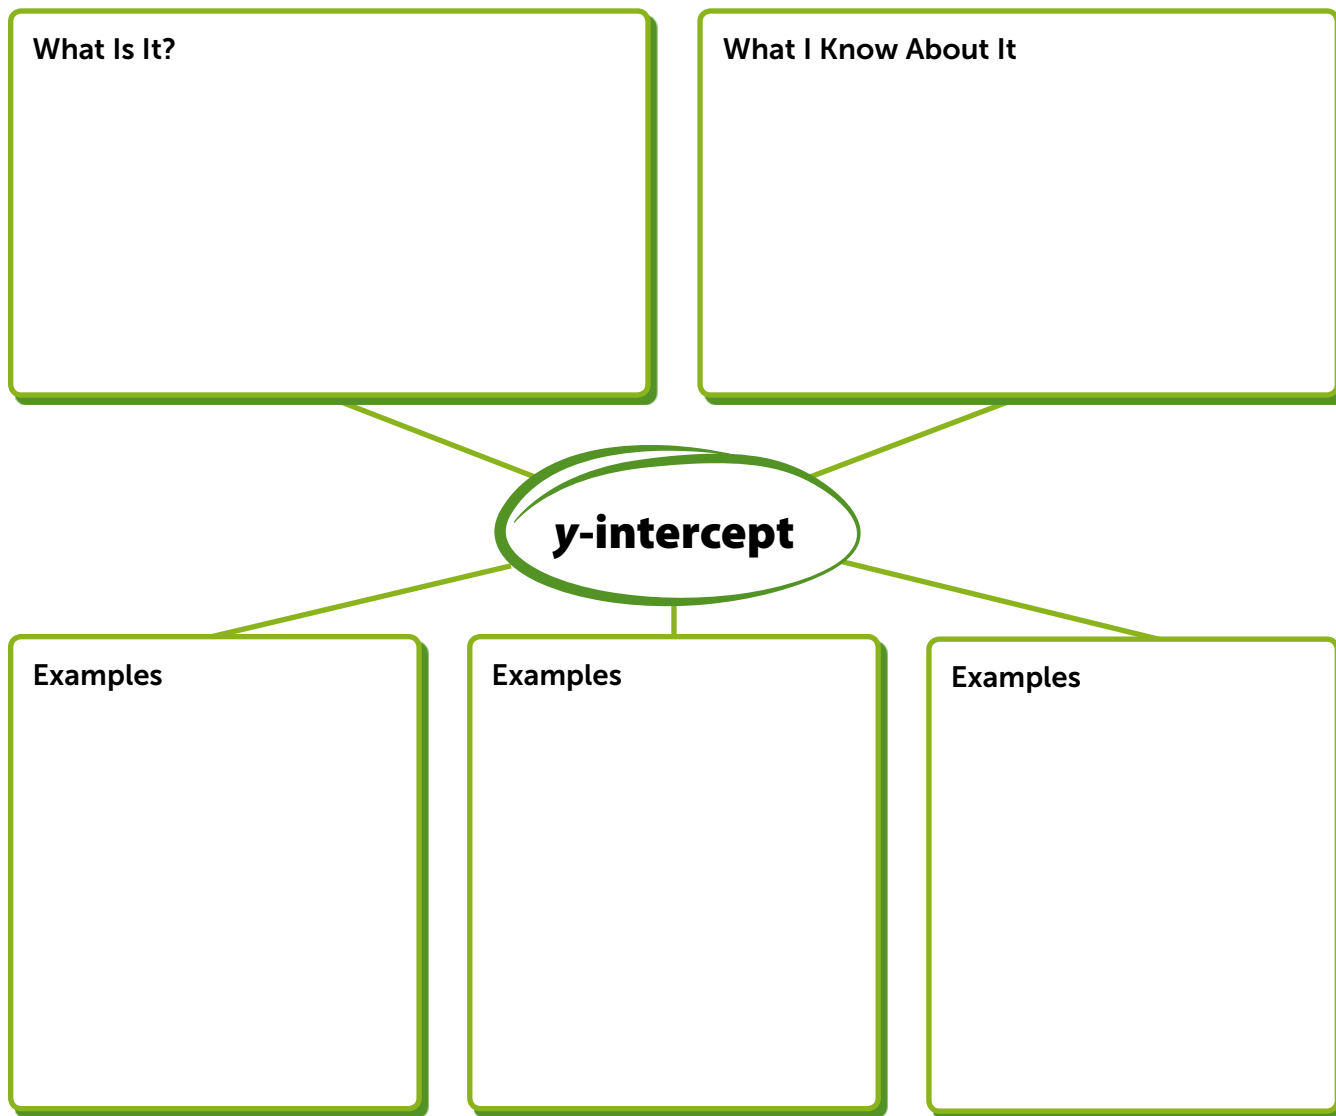 What Is It?
What I Know About It
y-intercept
Examples
Examples
Examples